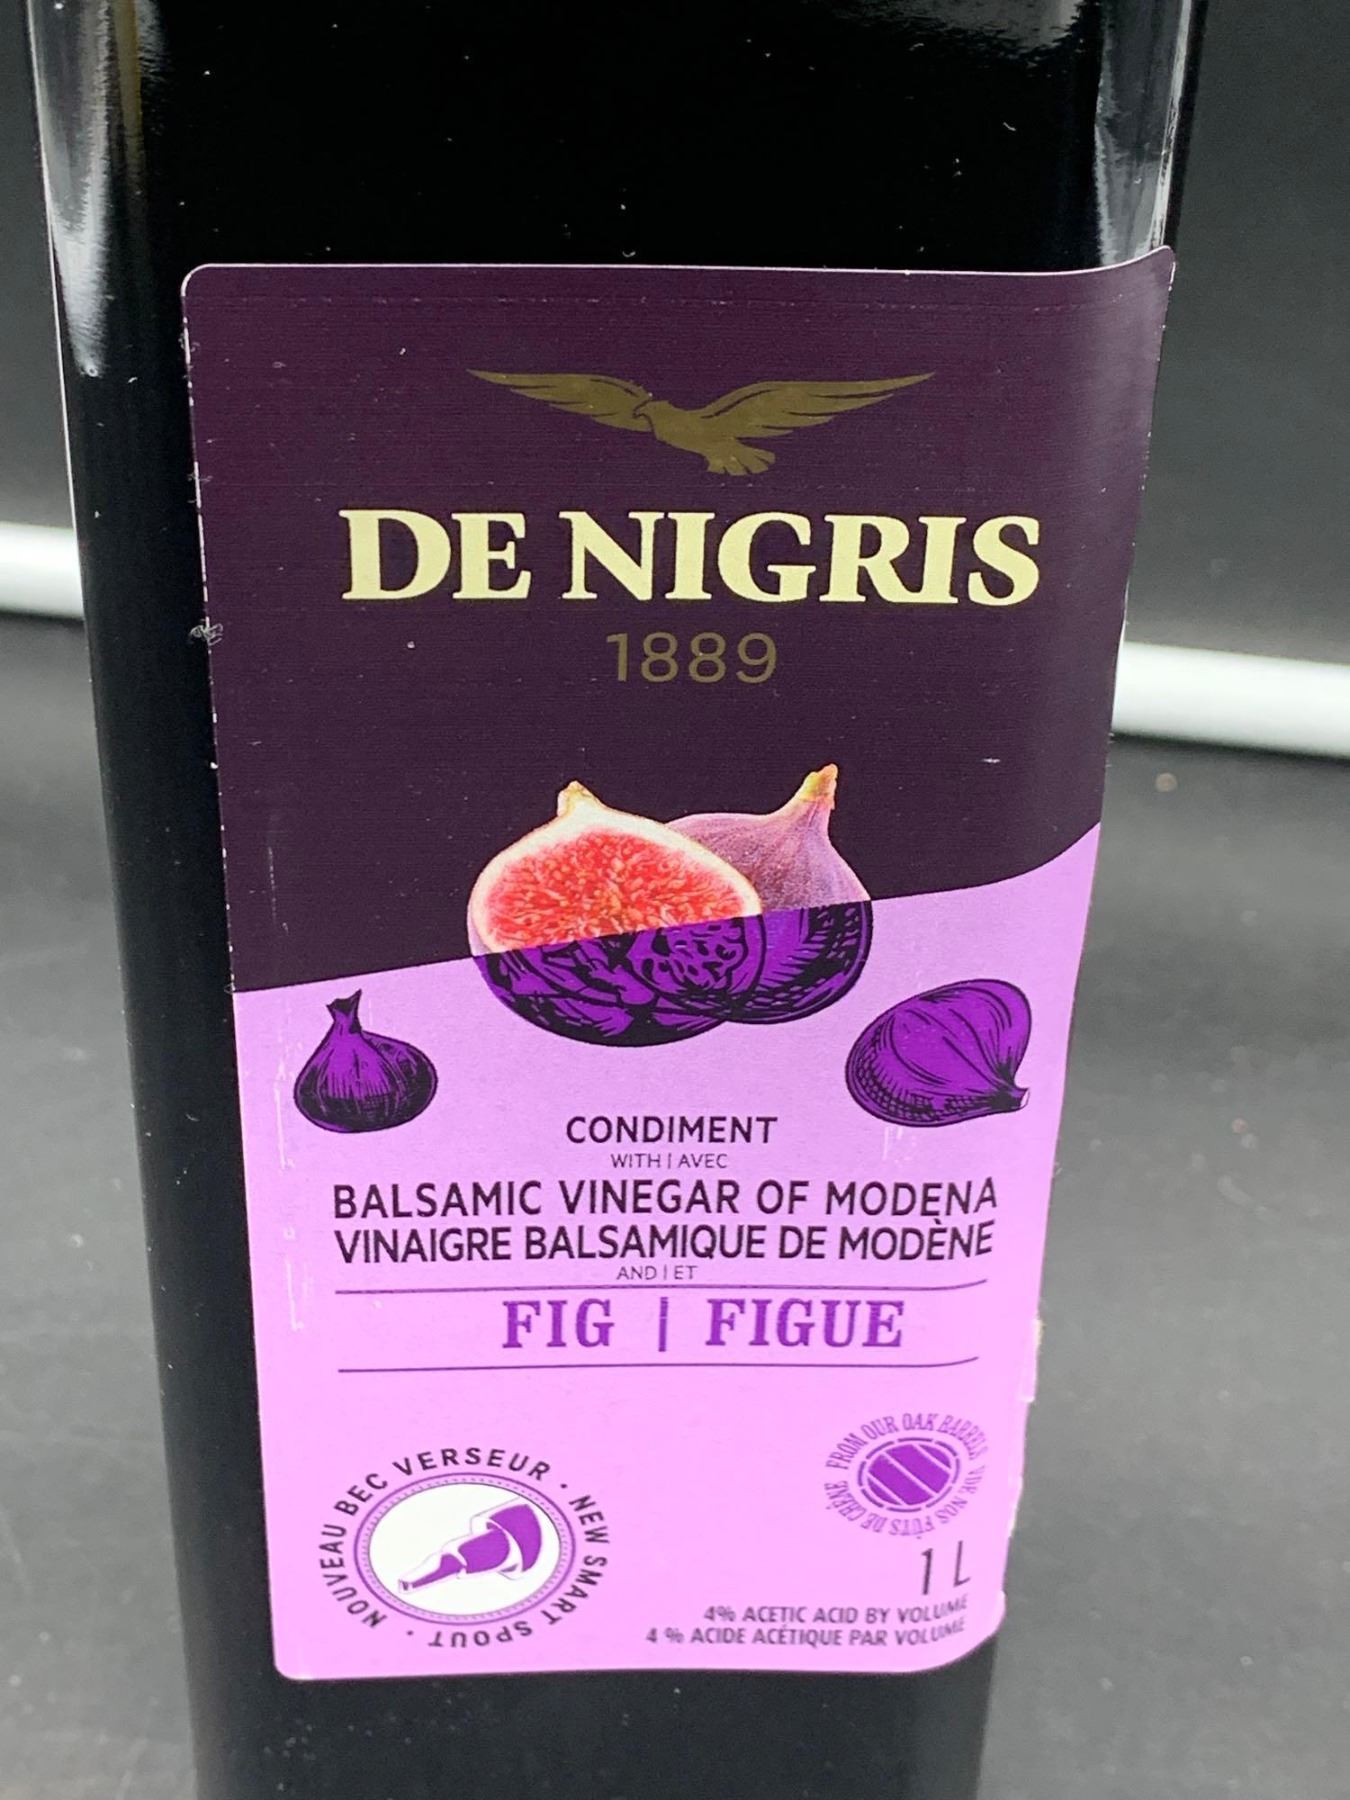 DE NIGRIS
1889
CONDIMENT
WITH | AVEC
BALSAMIC VINEGAR OF MODENA
VINAIGRE BALSAMIQUE DE MODÈNE
AND | ET
FIG | FIGUE
NOUVEAU BEC VERSEUR · NEW SMART SPOUT ·
FROM OUR OAK BARRELS
DE NOS FÛTS DE CHÊNE
1 L
4% ACETIC ACID BY VOLUME
4 % ACIDE ACÉTIQUE PAR VOLUME